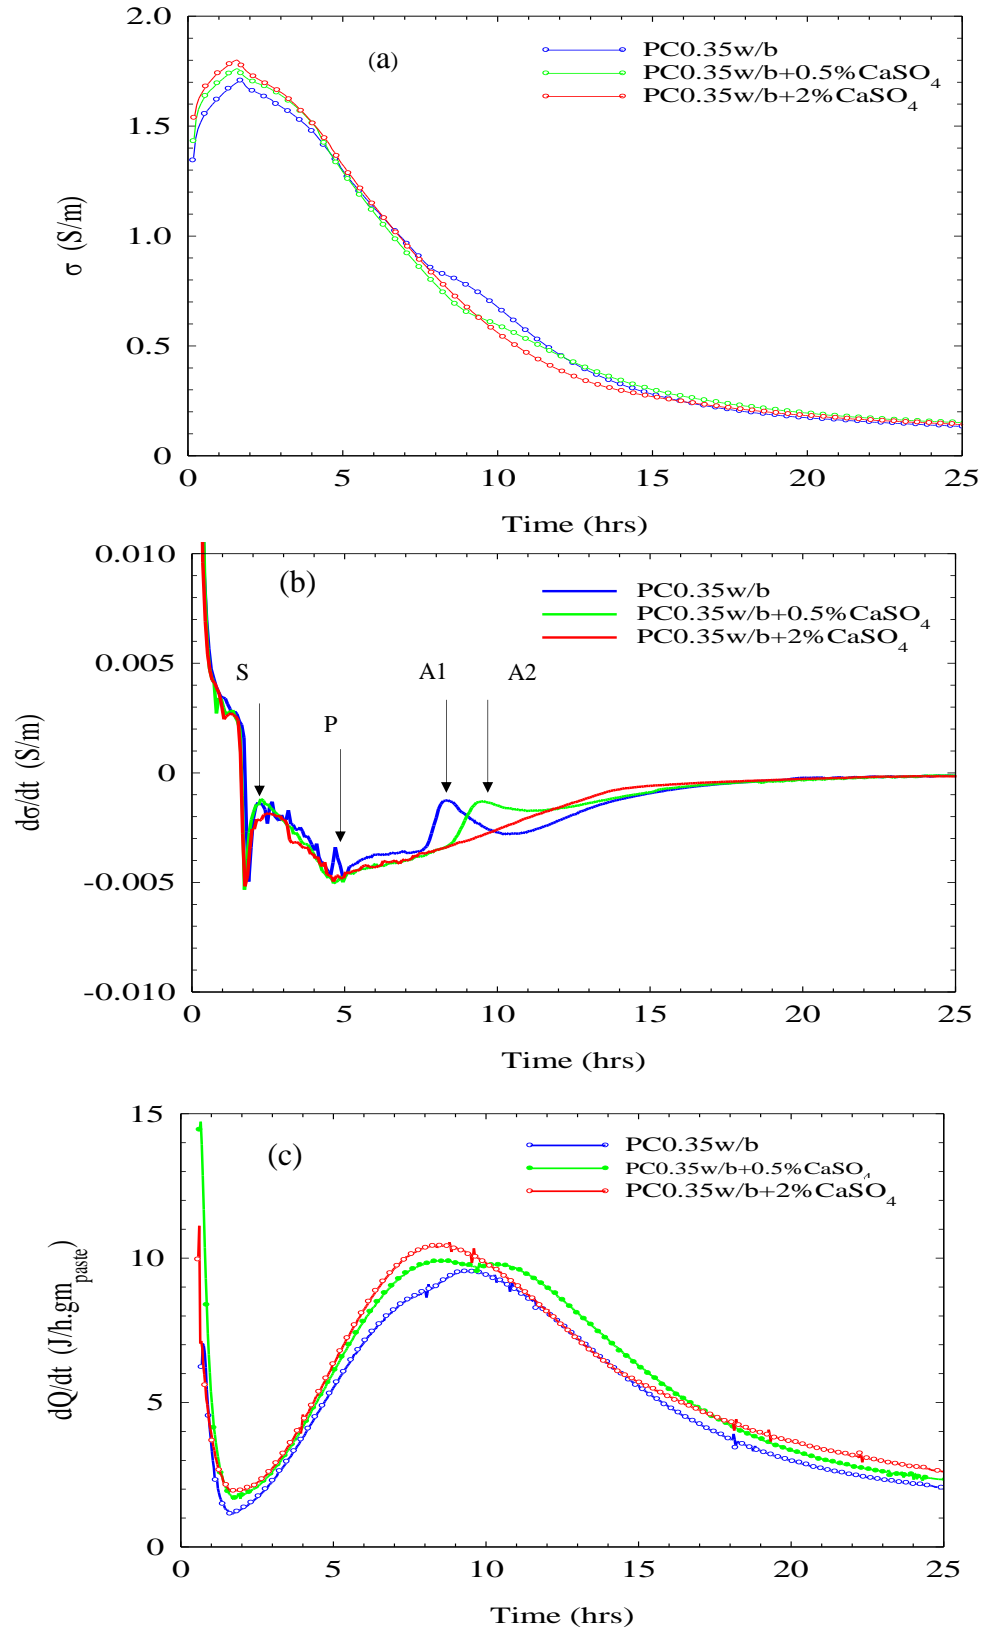 2.0
(a)
PC0.35w/b
PC0.35w/b+0.5%CaSO4
PC0.35w/b+2%CaSO4
1.5
σ (S/m)
1.0
0.5
0
0 5 10 15 20 25
Time (hrs)
0.010
(b)
PC0.35w/b
PC0.35w/b+0.5%CaSO4
PC0.35w/b+2%CaSO4
0.005
S A1 A2
P
dσ/dt (S/m)
0
-0.005
-0.010
0 5 10 15 20 25
Time (hrs)
15
(c)
PC0.35w/b
PC0.35w/b+0.5%CaSO4
PC0.35w/b+2%CaSO4
10
dQ/dt (J/h.gmpaste)
5
0
0 5 10 15 20 25
Time (hrs)